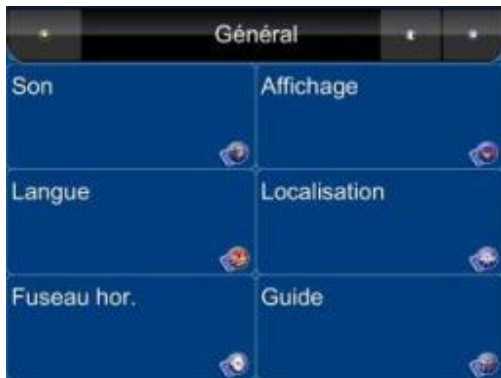 Général
Son
Affichage
Langue
Localisation
Fuseau hor.
Guide